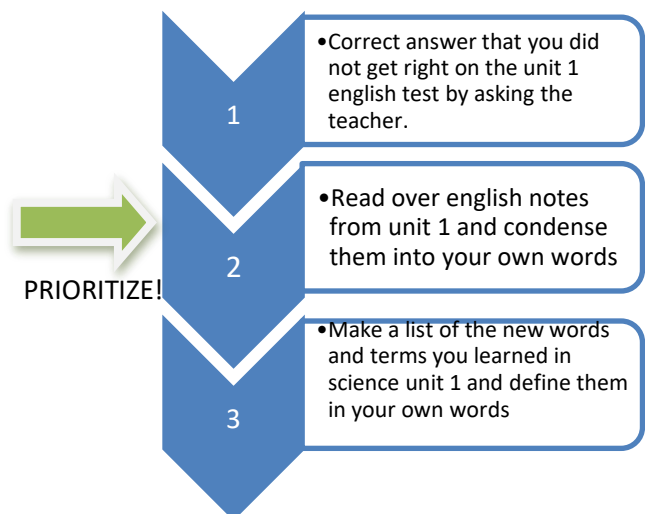 1
•Correct answer that you did
not get right on the unit 1
english test by asking the
teacher.
PRIORITIZE!
2
•Read over english notes
from unit 1 and condense
them into your own words
3
•Make a list of the new words
and terms you learned in
science unit 1 and define them
in your own words